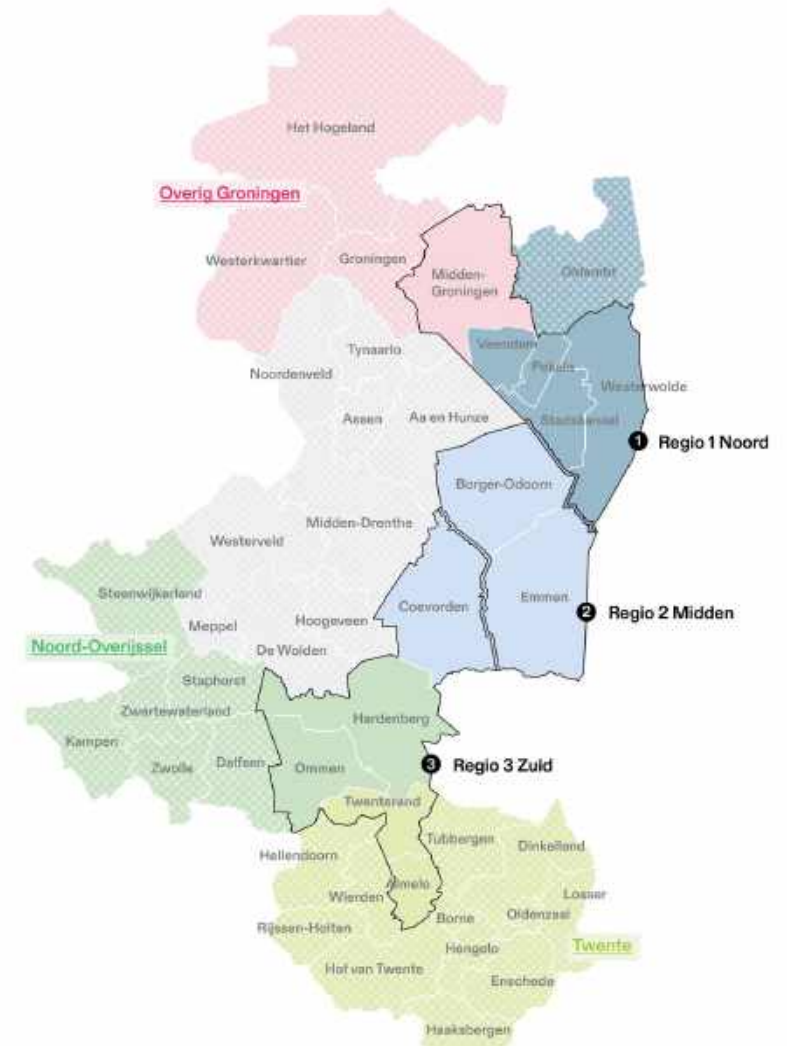 Het Hogeland
Overig Groningen
Westerkwartier
Groningen
Midden-
Groningen
Oldambt
Veendam
Pekela
Westerwolde
Stadskanaal
1 Regio 1 Noord
Tynaarlo
Noordenveld
Assen
Aa en Hunze
Borger-Odoorn
Midden-Drenthe
Westerveld
Steenwijkerland
Coevorden
Emmen
2 Regio 2 Midden
Meppel
Hoogeveen
De Wolden
Noord-Overijssel
Staphorst
Zwartewaterland
Hardenberg
Kampen
Zwolle
Dalfsen
Ommen
3 Regio 3 Zuid
Twenterand
Tubbergen
Dinkelland
Hellendoorn
Almelo
Wierden
Losser
Oldenzaal
Borne
Rijssen-Holten
Hengelo
Twente
Hof van Twente
Enschede
Haaksbergen